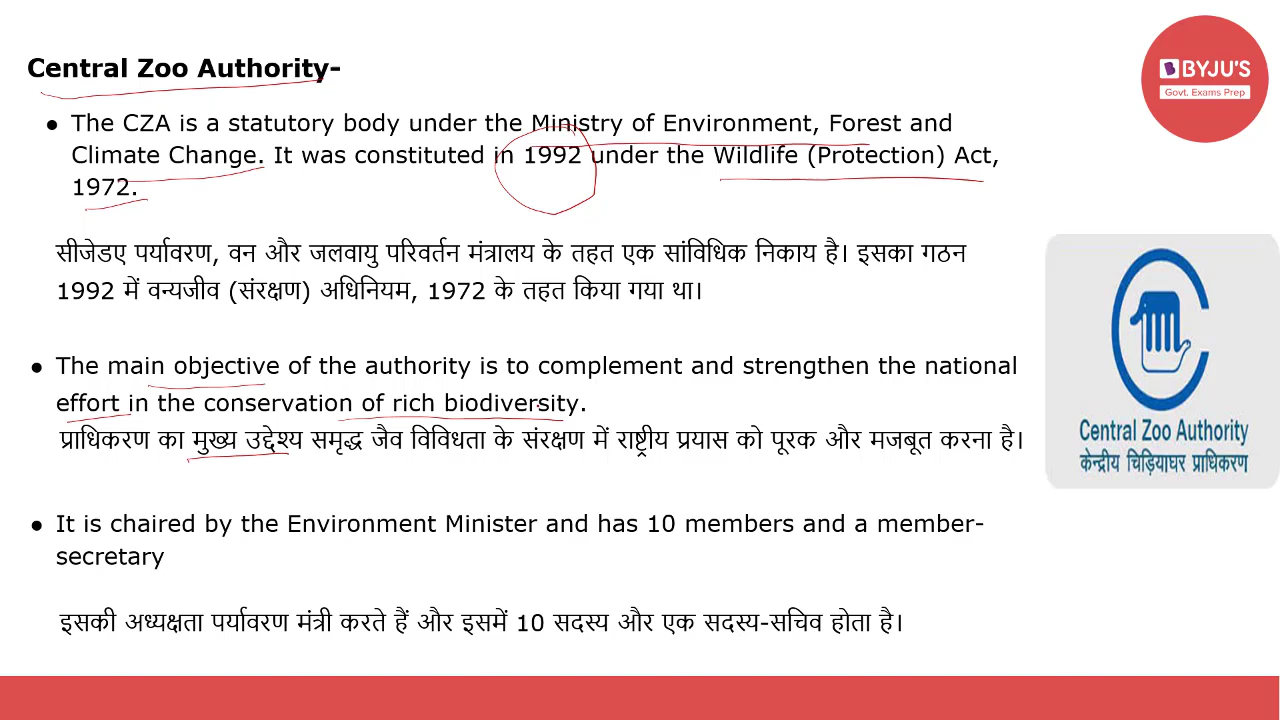 BYJU'S
Govt. Exams Prep
Central Zoo Authority-
● The CZA is a statutory body under the Ministry of Environment, Forest and
Climate Change. It was constituted in 1992 under the Wildlife (Protection) Act,
1972.
सीजेडए पर्यावरण, वन और जलवायु परिवर्तन मंत्रालय के तहत एक सांविधिक निकाय है। इसका गठन
1992 में वन्यजीव (संरक्षण) अधिनियम, 1972 के तहत किया गया था।
● The main objective of the authority is to complement and strengthen the national
effort in the conservation of rich biodiversity.
प्राधिकरण का मुख्य उद्देश्य समृद्ध जैव विविधता के संरक्षण में राष्ट्रीय प्रयास को पूरक और मजबूत करना है।
Central Zoo Authority
केन्द्रीय चिड़ियाघर प्राधिकरण
● It is chaired by the Environment Minister and has 10 members and a member-
secretary
इसकी अध्यक्षता पर्यावरण मंत्री करते हैं और इसमें 10 सदस्य और एक सदस्य-सचिव होता है।